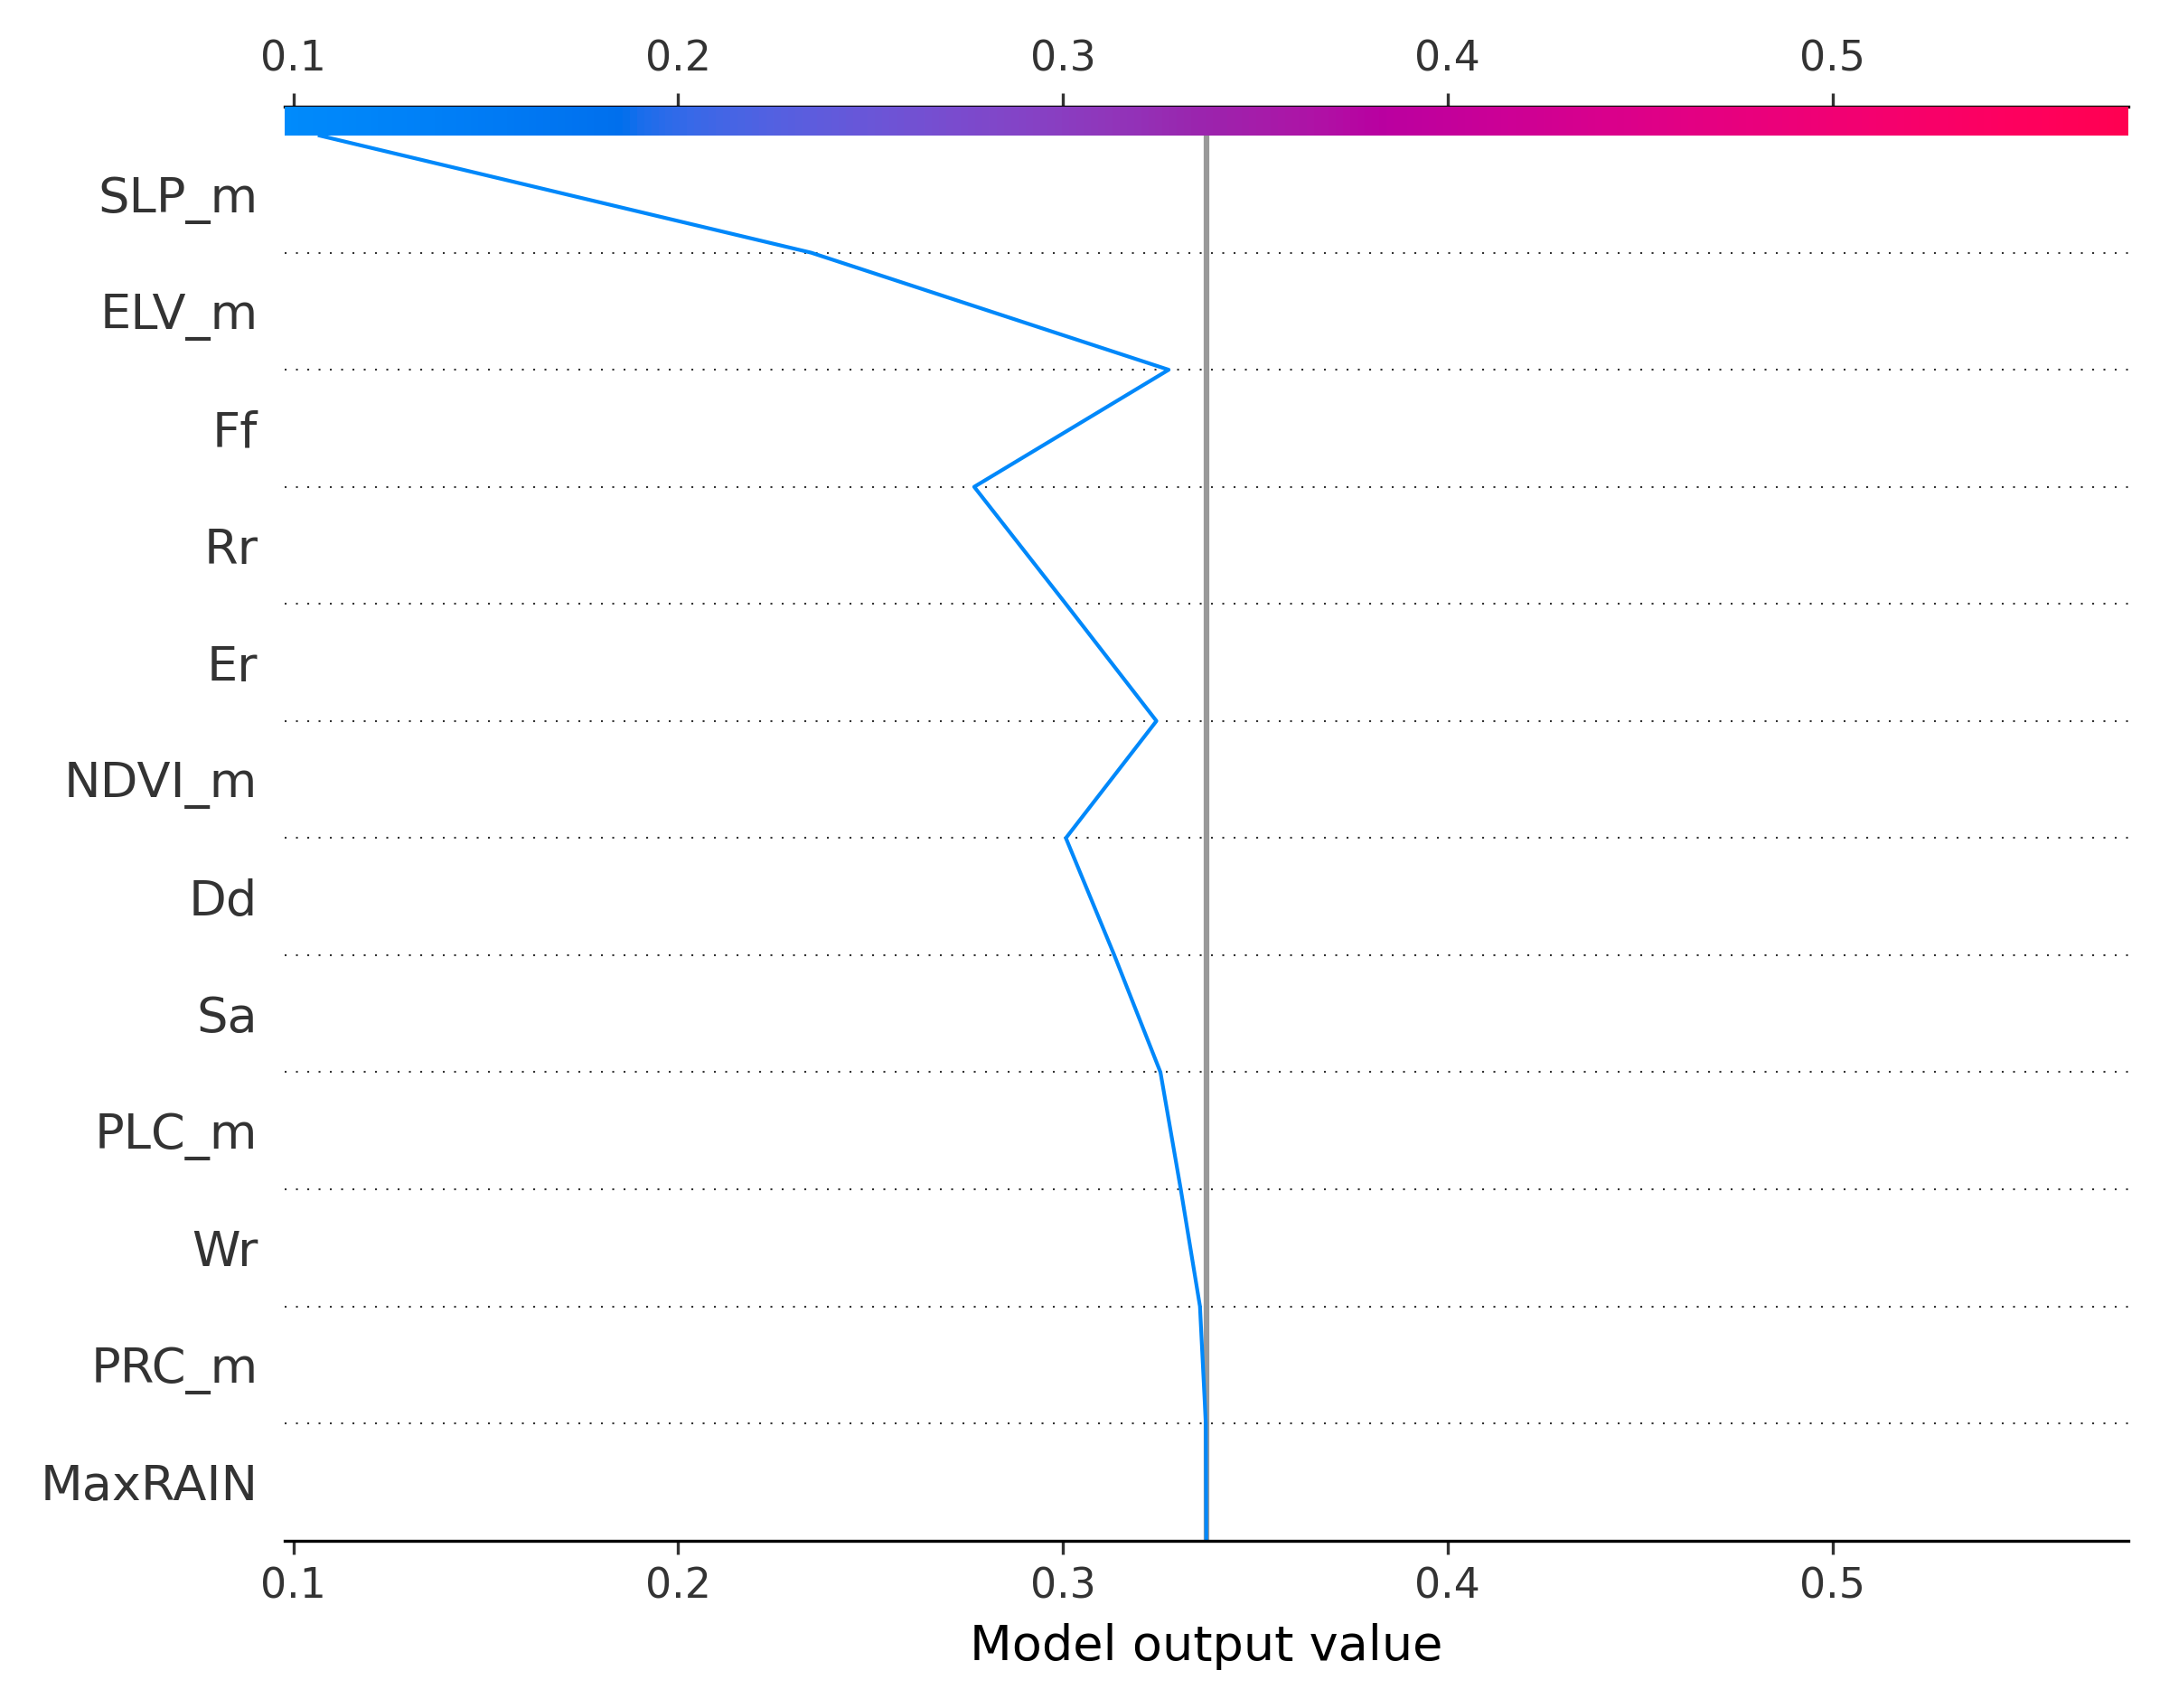 0.1 0.2 0.3 0.4 0.5
SLP_m
ELV_m
Ff
Rr
Er
NDVI_m
Dd
Sa
PLC_m
Wr
PRC_m
MaxRAIN
0.1 0.2 0.3 0.4 0.5
Model output value